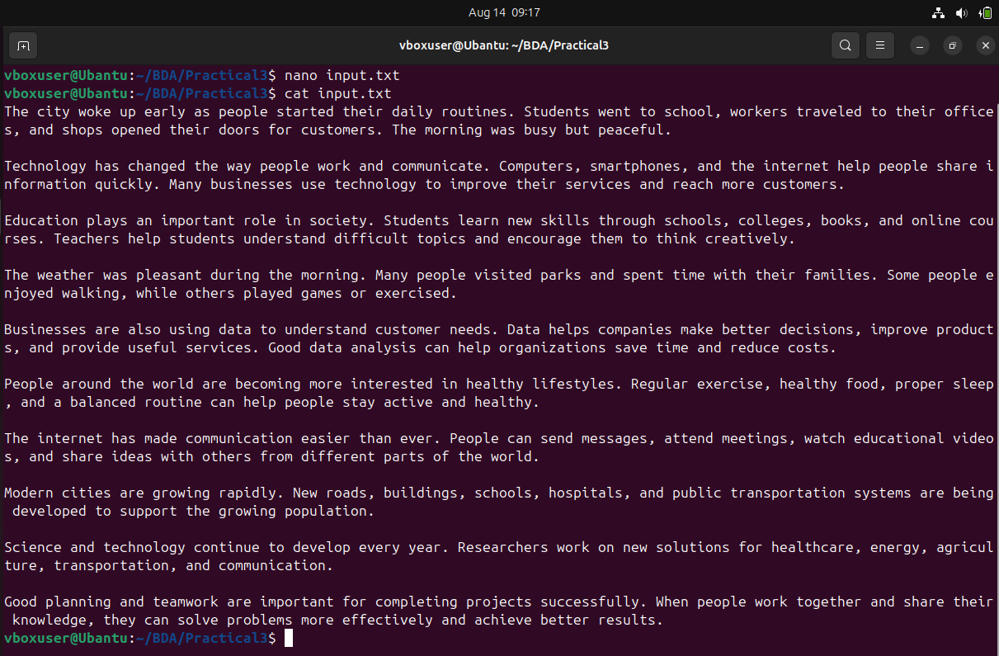 Aug 14 09:17
vboxuser@Ubuntu: ~/BDA/Practical3
vboxuser@Ubuntu:~/BDA/Practical3$ nano input.txt
vboxuser@Ubuntu:~/BDA/Practical3$ cat input.txt
The city woke up early as people started their daily routines. Students went to school, workers traveled to their office
s, and shops opened their doors for customers. The morning was busy but peaceful.

Technology has changed the way people work and communicate. Computers, smartphones, and the internet help people share i
nformation quickly. Many businesses use technology to improve their services and reach more customers.

Education plays an important role in society. Students learn new skills through schools, colleges, books, and online cou
rses. Teachers help students understand difficult topics and encourage them to think creatively.

The weather was pleasant during the morning. Many people visited parks and spent time with their families. Some people e
njoyed walking, while others played games or exercised.

Businesses are also using data to understand customer needs. Data helps companies make better decisions, improve product
s, and provide useful services. Good data analysis can help organizations save time and reduce costs.

People around the world are becoming more interested in healthy lifestyles. Regular exercise, healthy food, proper sleep
, and a balanced routine can help people stay active and healthy.

The internet has made communication easier than ever. People can send messages, attend meetings, watch educational video
s, and share ideas with others from different parts of the world.

Modern cities are growing rapidly. New roads, buildings, schools, hospitals, and public transportation systems are being
 developed to support the growing population.

Science and technology continue to develop every year. Researchers work on new solutions for healthcare, energy, agricul
ture, transportation, and communication.

Good planning and teamwork are important for completing projects successfully. When people work together and share their
 knowledge, they can solve problems more effectively and achieve better results.
vboxuser@Ubuntu:~/BDA/Practical3$